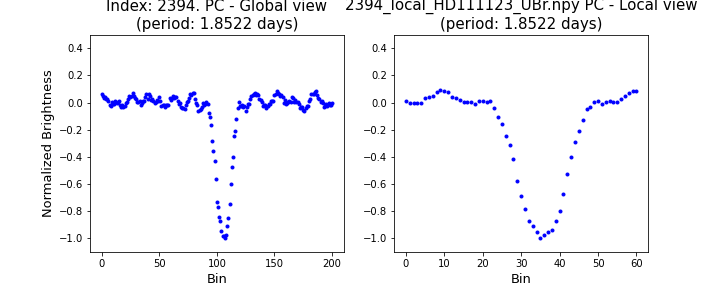 Index: 2394. PC - Global view
(period: 1.8522 days)
2394_local_HD111123_UBr.npy PC - Local view
(period: 1.8522 days)
Normalized Brightness
0.4
0.2
0.0
−0.2
−0.4
−0.6
−0.8
−1.0
0 50 100 150 200
Bin
0.4
0.2
0.0
−0.2
−0.4
−0.6
−0.8
−1.0
0 10 20 30 40 50 60
Bin